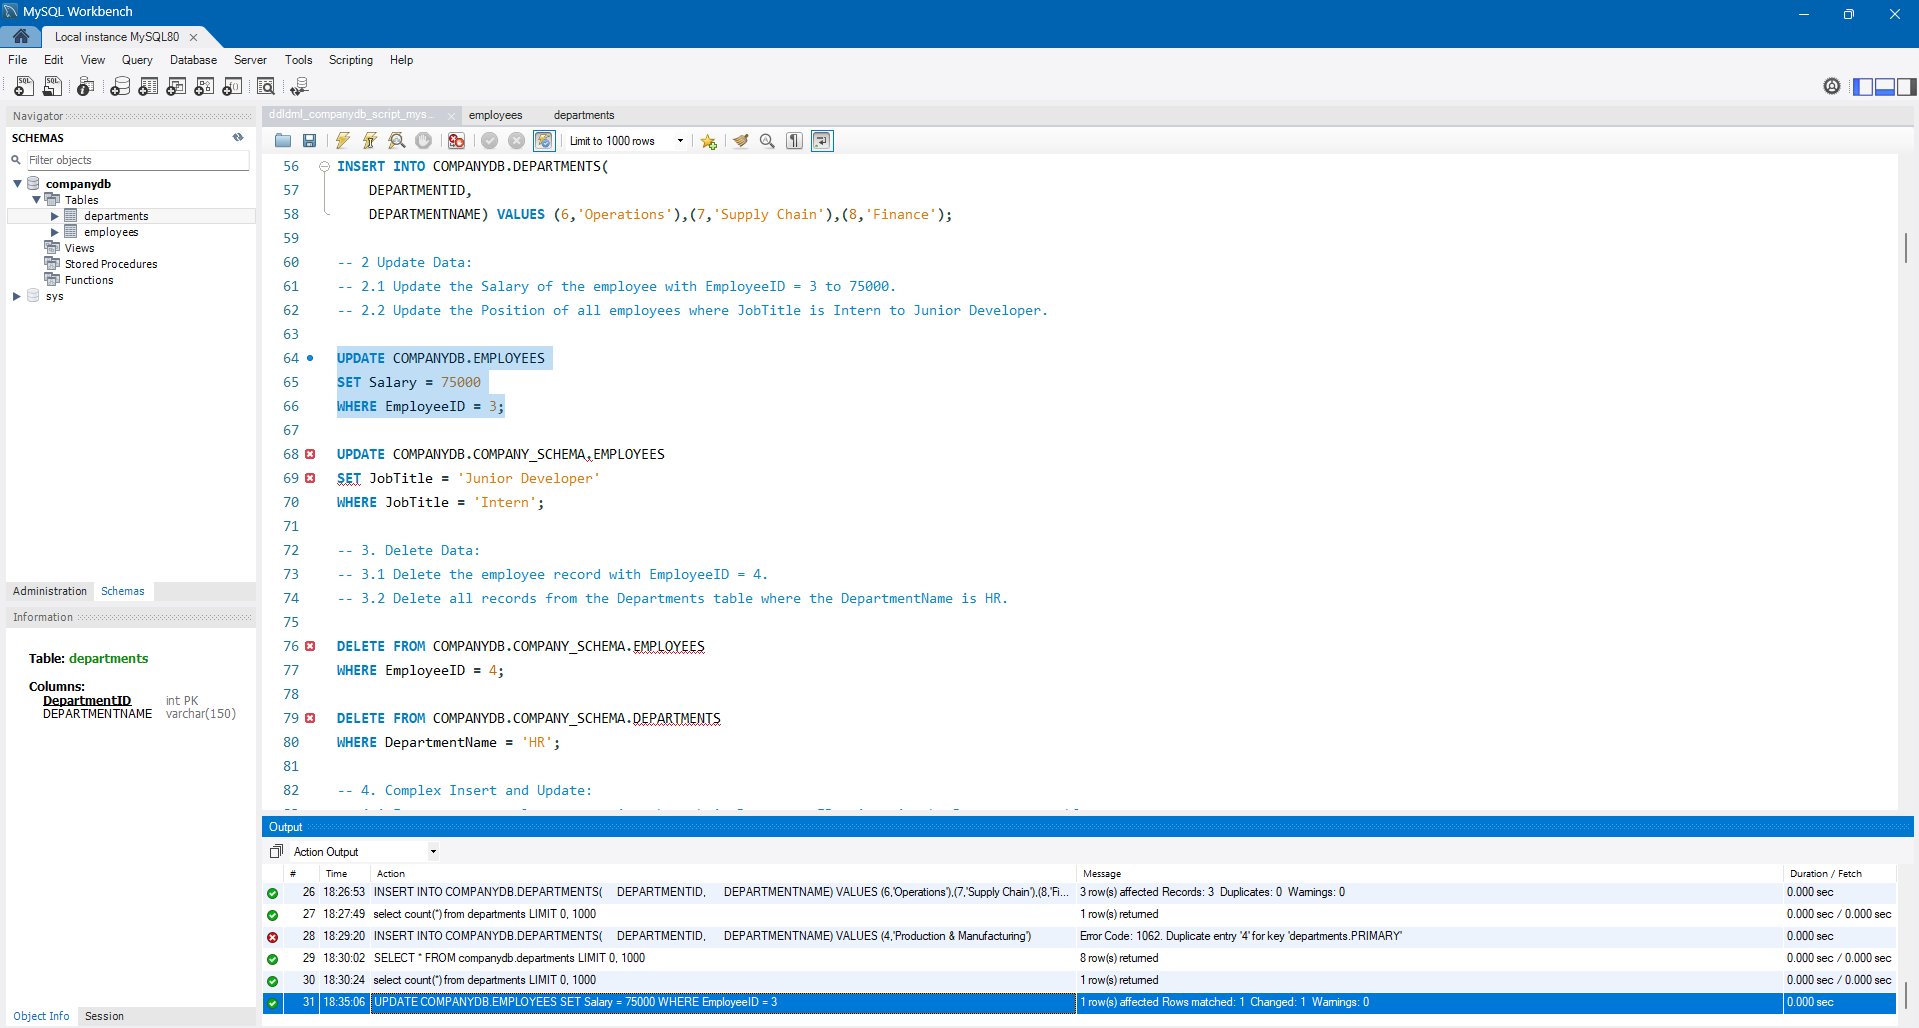 MySQL Workbench
Local instance MySQL80
File Edit View Query Database Server Tools Scripting Help
Navigator
SCHEMAS
Filter objects
companydb
Tables
departments
employees
Views
Stored Procedures
Functions
sys
Administration Schemas
Information
Table: departments
Columns:
DepartmentID int PK
DEPARTMENTNAME varchar(150)
Object Info Session
ddldml_companydb_script_mys... employees departments
Limit to 1000 rows
56 INSERT INTO COMPANYDB.DEPARTMENTS(
57 DEPARTMENTID,
58 DEPARTMENTNAME) VALUES (6,'Operations'),(7,'Supply Chain'),(8,'Finance');
59
60 -- 2 Update Data:
61 -- 2.1 Update the Salary of the employee with EmployeeID = 3 to 75000.
62 -- 2.2 Update the Position of all employees where JobTitle is Intern to Junior Developer.
63
64 UPDATE COMPANYDB.EMPLOYEES
65 SET Salary = 75000
66 WHERE EmployeeID = 3;
67
68 UPDATE COMPANYDB.COMPANY_SCHEMA.EMPLOYEES
69 SET JobTitle = 'Junior Developer'
70 WHERE JobTitle = 'Intern';
71
72 -- 3. Delete Data:
73 -- 3.1 Delete the employee record with EmployeeID = 4.
74 -- 3.2 Delete all records from the Departments table where the DepartmentName is HR.
75
76 DELETE FROM COMPANYDB.COMPANY_SCHEMA.EMPLOYEES
77 WHERE EmployeeID = 4;
78
79 DELETE FROM COMPANYDB.COMPANY_SCHEMA.DEPARTMENTS
80 WHERE DepartmentName = 'HR';
81
82 -- 4. Complex Insert and Update:
Output
Action Output
# Time Action Message Duration / Fetch
26 18:26:53 INSERT INTO COMPANYDB.DEPARTMENTS( DEPARTMENTID, DEPARTMENTNAME) VALUES (6,'Operations'),(7,'Supply Chain'),(8,'Fi... 3 row(s) affected Records: 3 Duplicates: 0 Warnings: 0 0.000 sec
27 18:27:49 select count(*) from departments LIMIT 0, 1000 1 row(s) returned 0.000 sec / 0.000 sec
28 18:29:20 INSERT INTO COMPANYDB.DEPARTMENTS( DEPARTMENTID, DEPARTMENTNAME) VALUES (4,'Production & Manufacturing') Error Code: 1062. Duplicate entry '4' for key 'departments.PRIMARY' 0.000 sec
29 18:30:02 SELECT * FROM companydb.departments LIMIT 0, 1000 8 row(s) returned 0.000 sec / 0.000 sec
30 18:30:24 select count(*) from departments LIMIT 0, 1000 1 row(s) returned 0.000 sec / 0.000 sec
31 18:35:06 UPDATE COMPANYDB.EMPLOYEES SET Salary = 75000 WHERE EmployeeID = 3 1 row(s) affected Rows matched: 1 Changed: 1 Warnings: 0 0.000 sec